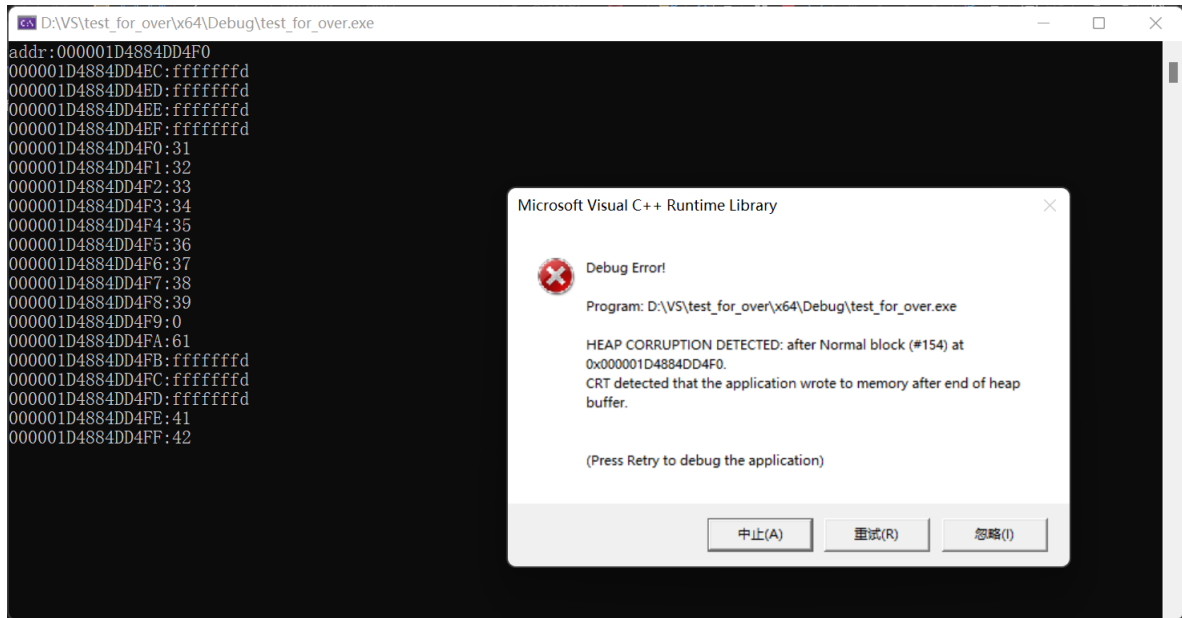 D:\VS\test_for_over\x64\Debug\test_for_over.exe
addr:000001D4884DD4F0
000001D4884DD4EC:fffffffd
000001D4884DD4ED:fffffffd
000001D4884DD4EE:fffffffd
000001D4884DD4EF:fffffffd
000001D4884DD4F0:31
000001D4884DD4F1:32
000001D4884DD4F2:33
000001D4884DD4F3:34
000001D4884DD4F4:35
000001D4884DD4F5:36
000001D4884DD4F6:37
000001D4884DD4F7:38
000001D4884DD4F8:39
000001D4884DD4F9:0
000001D4884DD4FA:61
000001D4884DD4FB:fffffffd
000001D4884DD4FC:fffffffd
000001D4884DD4FD:fffffffd
000001D4884DD4FE:41
000001D4884DD4FF:42
Microsoft Visual C++ Runtime Library
Debug Error!
Program: D:\VS\test_for_over\x64\Debug\test_for_over.exe
HEAP CORRUPTION DETECTED: after Normal block (#154) at
0x000001D4884DD4F0.
CRT detected that the application wrote to memory after end of heap
buffer.
(Press Retry to debug the application)
中止(A)
重试(R)
忽略(I)